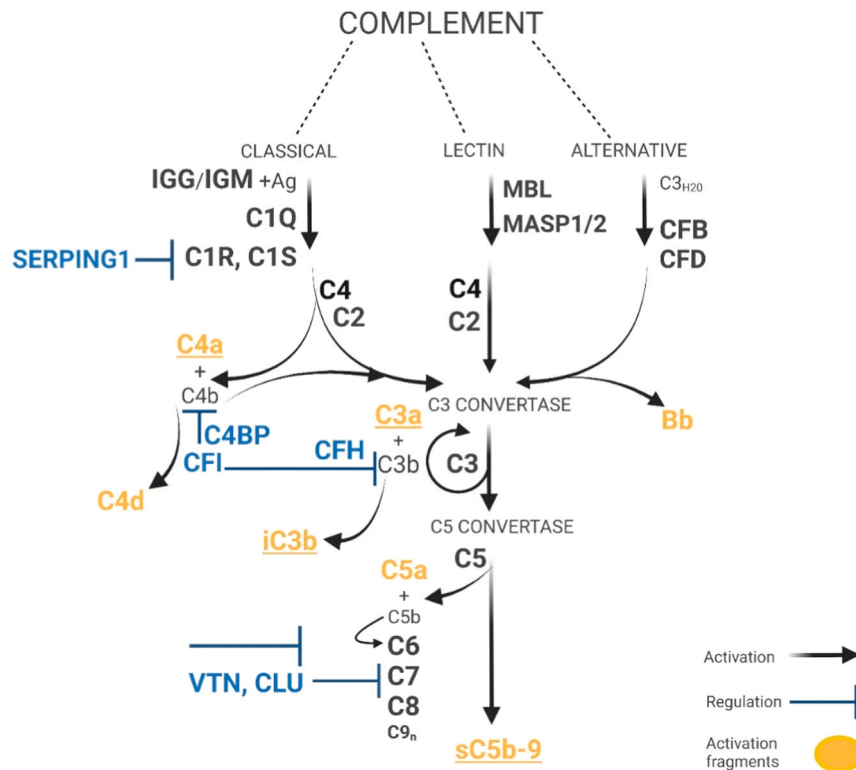 COMPLEMENT
CLASSICAL
LECTIN
ALTERNATIVE
IGG/IGM +Ag
MBL
C3H20
C1Q
MASP1/2
CFB
SERPING1
C1R, C1S
CFD
C4
C2
C4
C2
C4a
+
C4b
C3 CONVERTASE
C3a
+
C3b
Bb
C4BP
CFI
CFH
C3
C4d
iC3b
C5 CONVERTASE
C5
C5a
+
C5b
C6
C7
C8
C9n
VTN, CLU
sC5b-9
Activation
Regulation
Activation
fragments